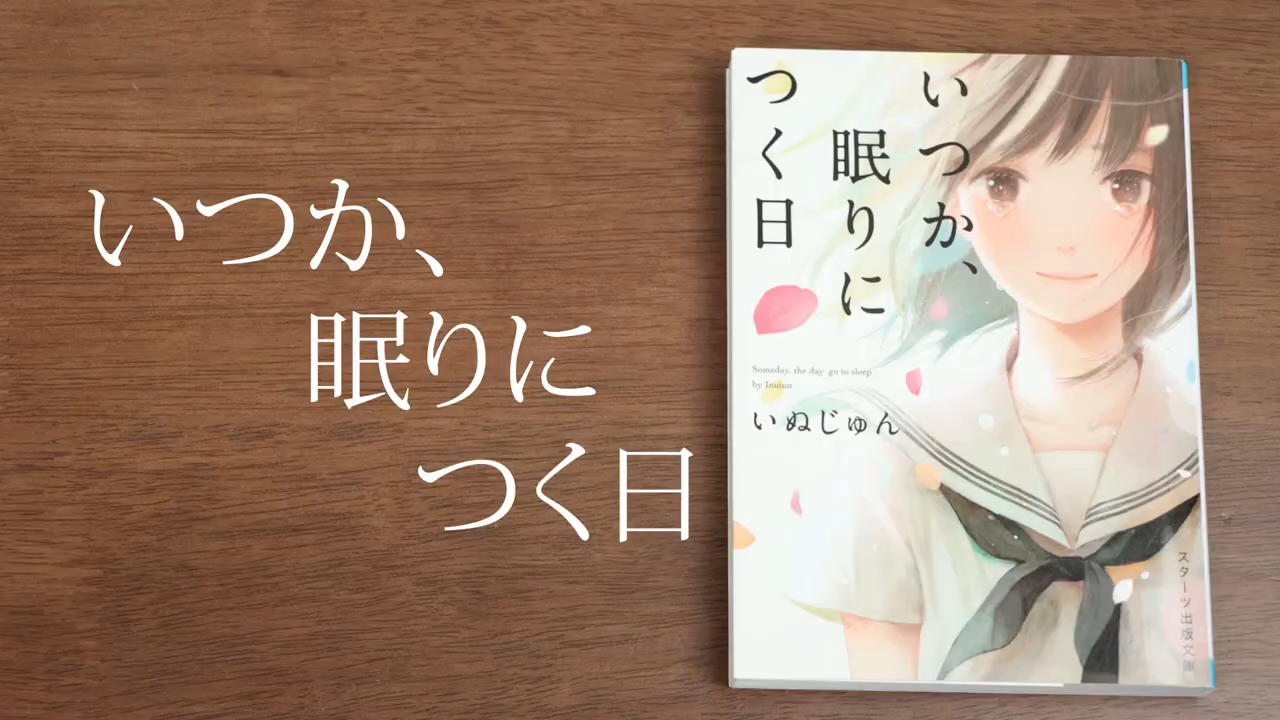 いつか、
眠りに
つく日
いつか、
眠りに
つく日
Someday, the day go to sleep
by Inujun
いぬじゅん
スターツ出版文庫